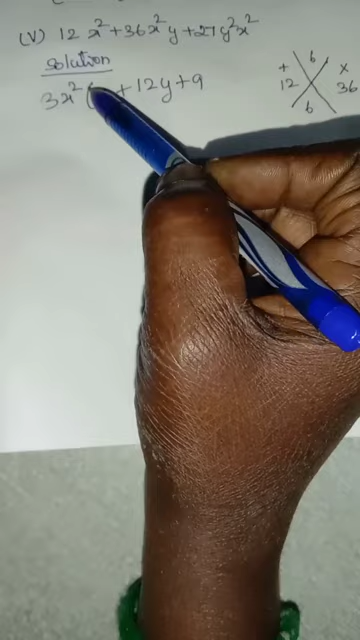 (V) 12x²+36x²y+27y²x²
Solution
3x²( + 12y+9
+ 6 x
12 36
6